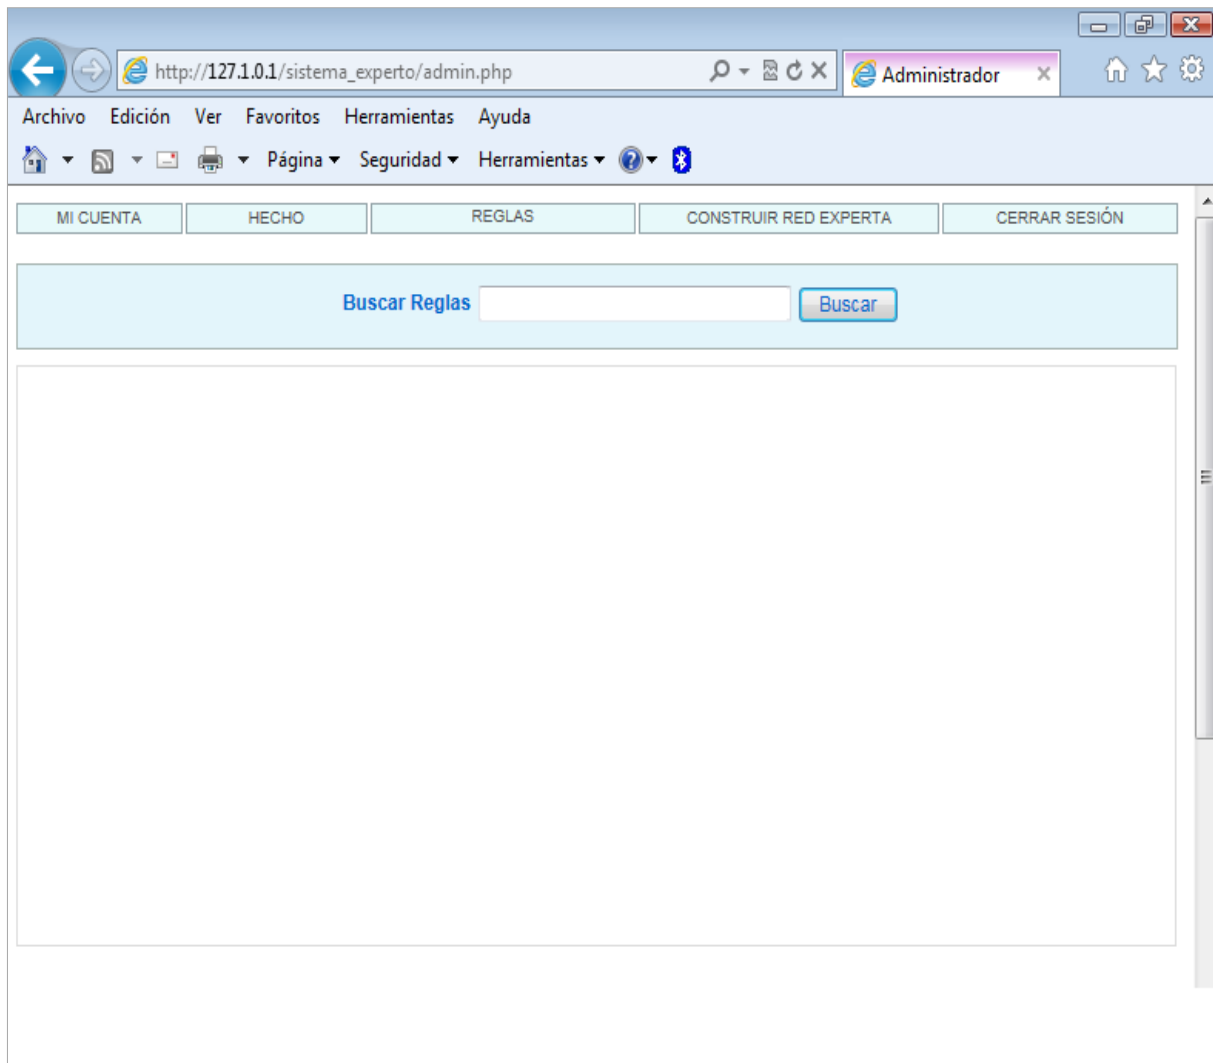 http://127.1.0.1/sistema_experto/admin.php
Administrador
Archivo Edición Ver Favoritos Herramientas Ayuda
Página Seguridad Herramientas
MI CUENTA HECHO REGLAS CONSTRUIR RED EXPERTA CERRAR SESIÓN
Buscar Reglas Buscar